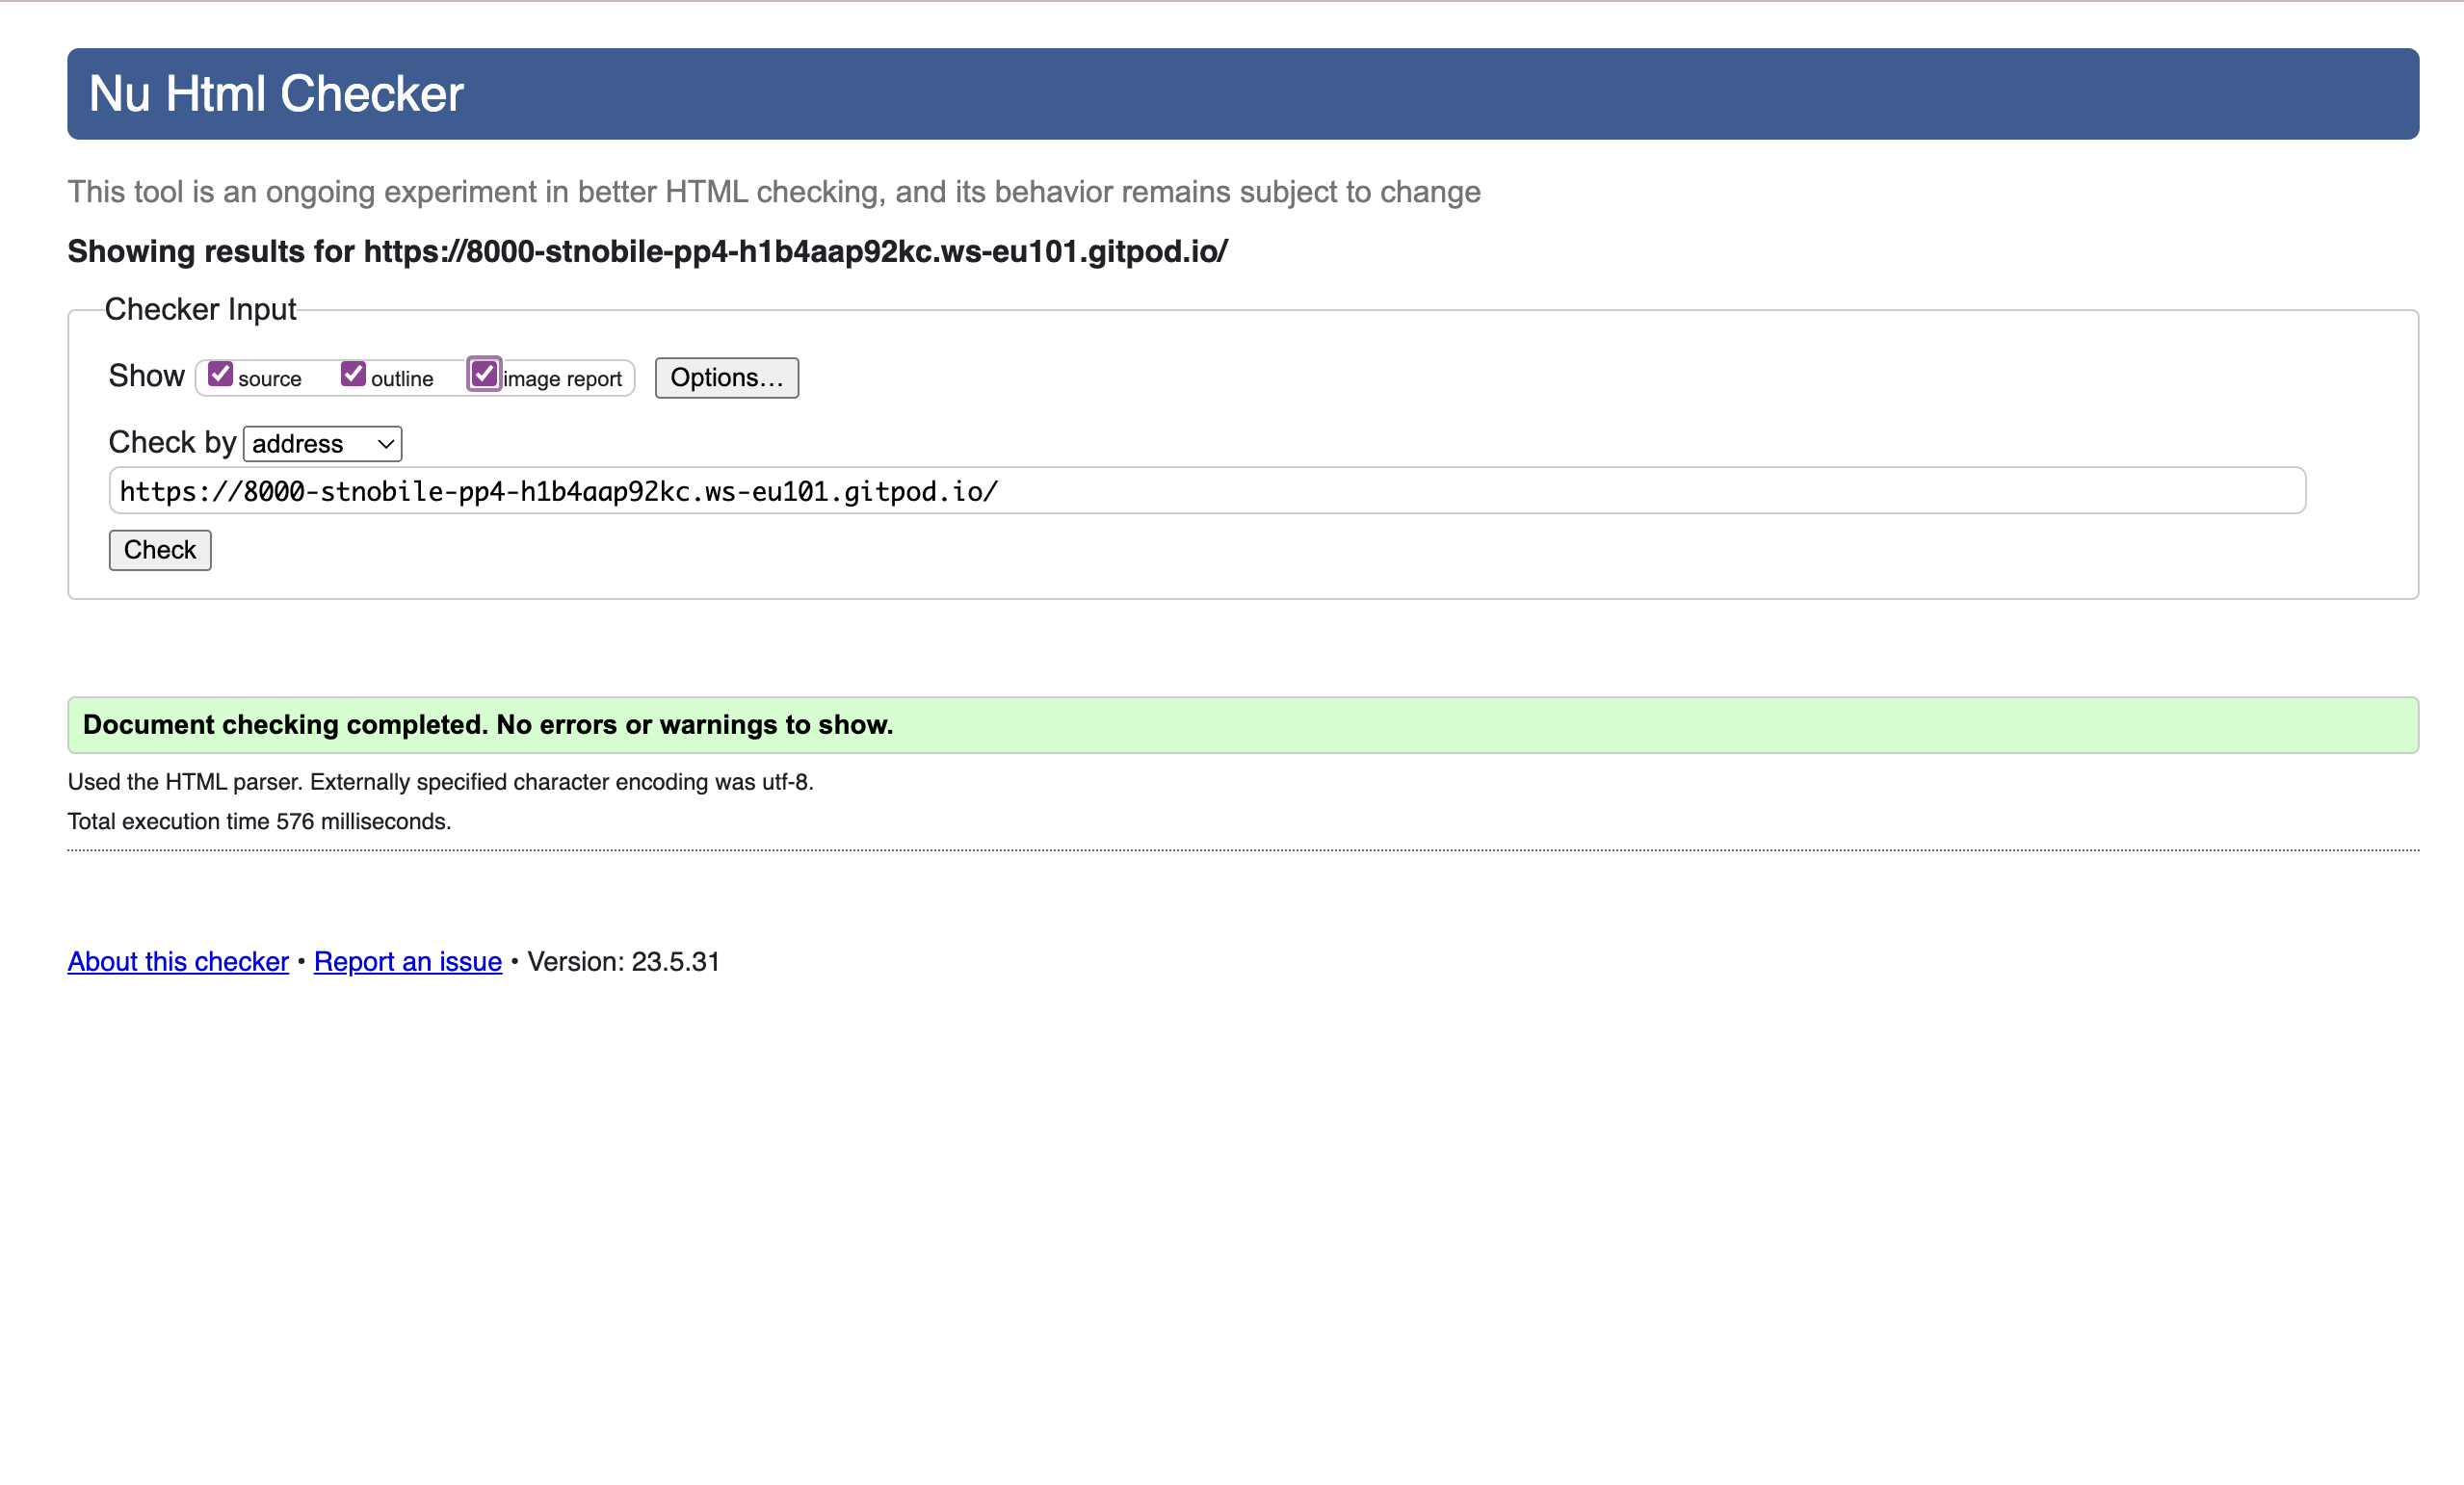 Nu Html Checker
This tool is an ongoing experiment in better HTML checking, and its behavior remains subject to change
Showing results for https://8000-stnobile-pp4-h1b4aap92kc.ws-eu101.gitpod.io/
Checker Input
Show source outline image report Options...
Check by address
https://8000-stnobile-pp4-h1b4aap92kc.ws-eu101.gitpod.io/
Check
Document checking completed. No errors or warnings to show.
Used the HTML parser. Externally specified character encoding was utf-8.
Total execution time 576 milliseconds.
About this checker • Report an issue • Version: 23.5.31